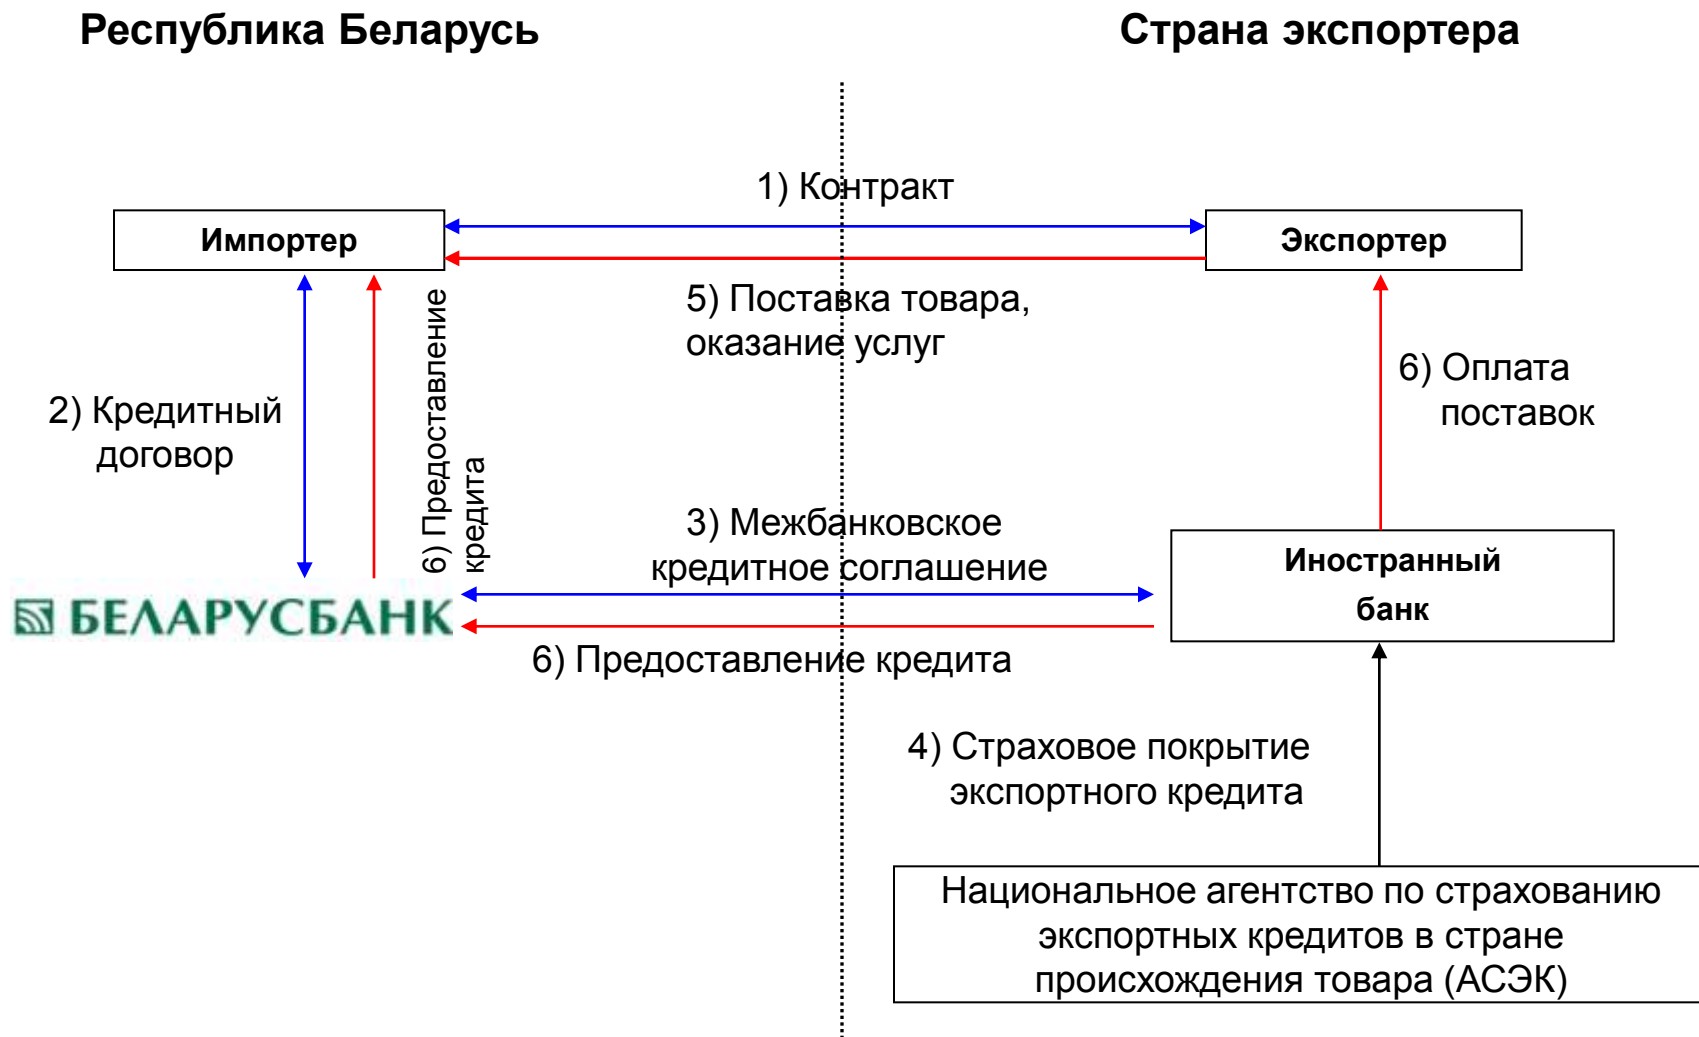 Республика Беларусь
Страна экспортера
1) Контракт
Импортер
Экспортер
5) Поставка товара,
оказание услуг
6) Предоставление
кредита
6) Оплата
поставок
2) Кредитный
договор
3) Межбанковское
кредитное соглашение
Иностранный
банк
БЕЛАРУСБАНК
6) Предоставление кредита
4) Страховое покрытие
экспортного кредита
Национальное агентство по страхованию
экспортных кредитов в стране
происхождения товара (АСЭК)